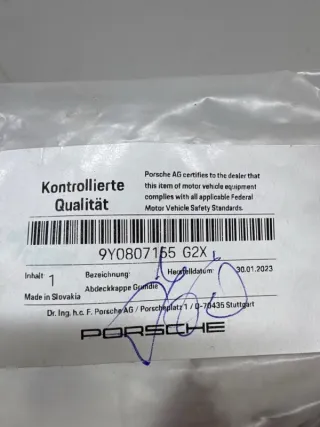 Kontrollierte
Qualität
Porsche AG certifies to the dealer that
this item of motor vehicle equipment
complies with all applicable Federal
Motor Vehicle Safety Standards.
9Y0807155 G2X
Inhalt 1 Bezeichnung: Herstelldatum: 30.01.2023
Abdeckkappe Grundie
Made in Slovakia
Dr. Ing. h.c. F. Porsche AG / Porscheplatz 1 / D-70435 Stuttgart
PORSCHE